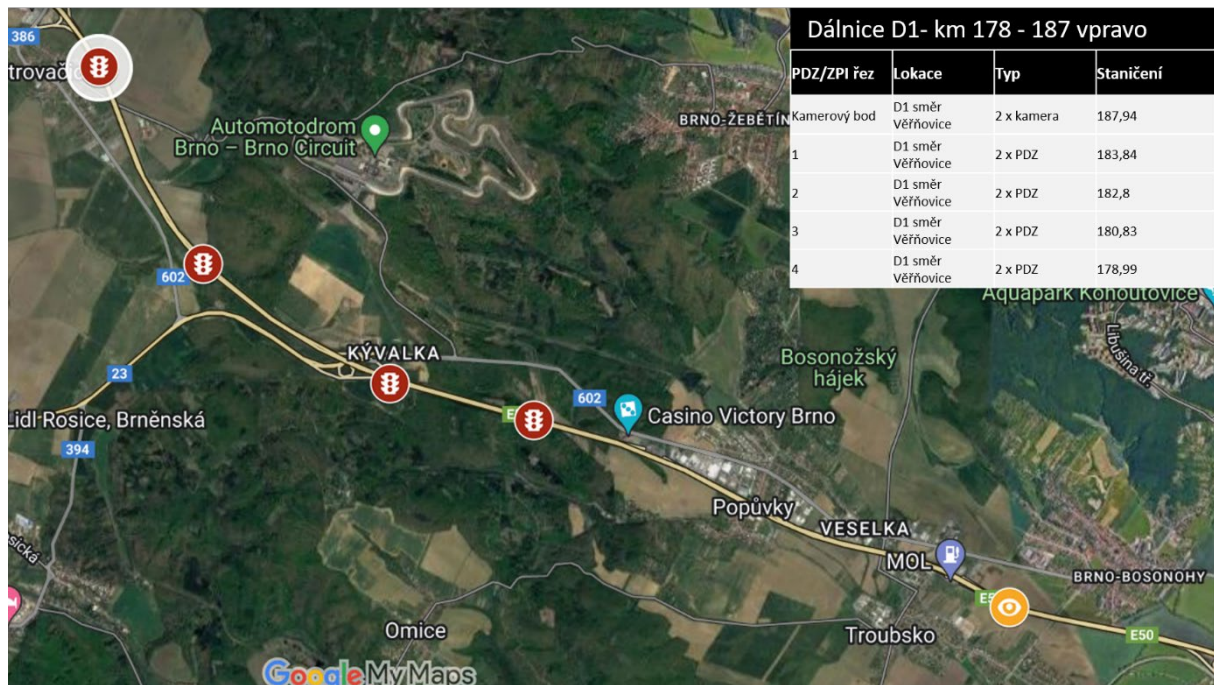 Dálnice D1- km 178 - 187 vpravo
PDZ/ZPI řez Lokace Typ Staničení
Kamerový bod D1 směr Věřňovice 2 x kamera 187,94
1 D1 směr Věřňovice 2 x PDZ 183,84
2 D1 směr Věřňovice 2 x PDZ 182,8
3 D1 směr Věřňovice 2 x PDZ 180,83
4 D1 směr Věřňovice 2 x PDZ 178,99
386
Automotodrom
Brno – Brno Circuit
BRNO-ŽEBĚTÍN
602
Aquapark Kohoutovice
Libušina tř.
KÝVALKA
Bosonožský
hájek
23
602
Casino Victory Brno
Lidl Rosice, Brněnská
394
Popůvky
VESELKA
MOL
BRNO-BOSONOHY
Troubsko
E50
Omice
Google My Maps